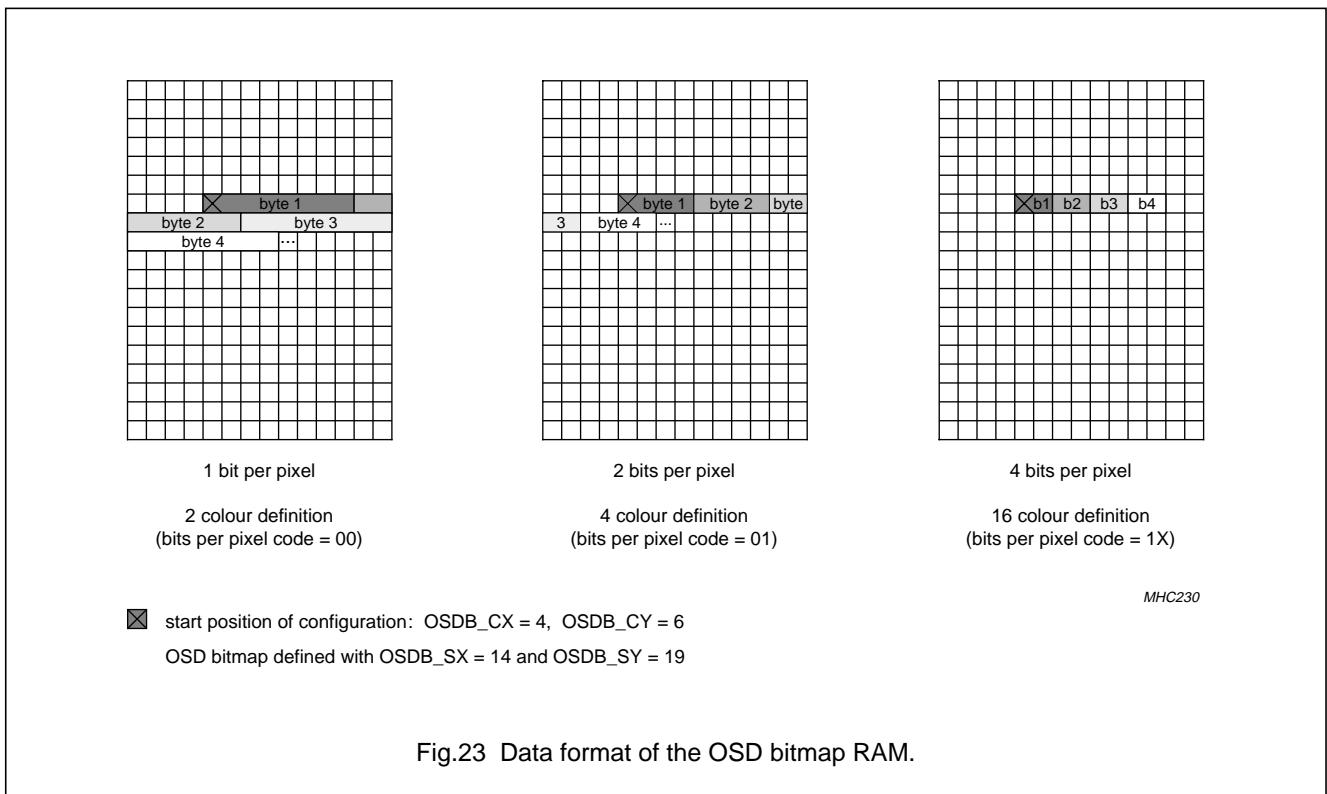 byte 1
byte 2 byte 3
byte 4 ...
byte 1 byte 2 byte
3 byte 4 ...
b1 b2 b3 b4
1 bit per pixel
2 colour definition
(bits per pixel code = 00)
2 bits per pixel
4 colour definition
(bits per pixel code = 01)
4 bits per pixel
16 colour definition
(bits per pixel code = 1X)
MHC230
start position of configuration: OSDB_CX = 4, OSDB_CY = 6
OSD bitmap defined with OSDB_SX = 14 and OSDB_SY = 19
Fig.23 Data format of the OSD bitmap RAM.